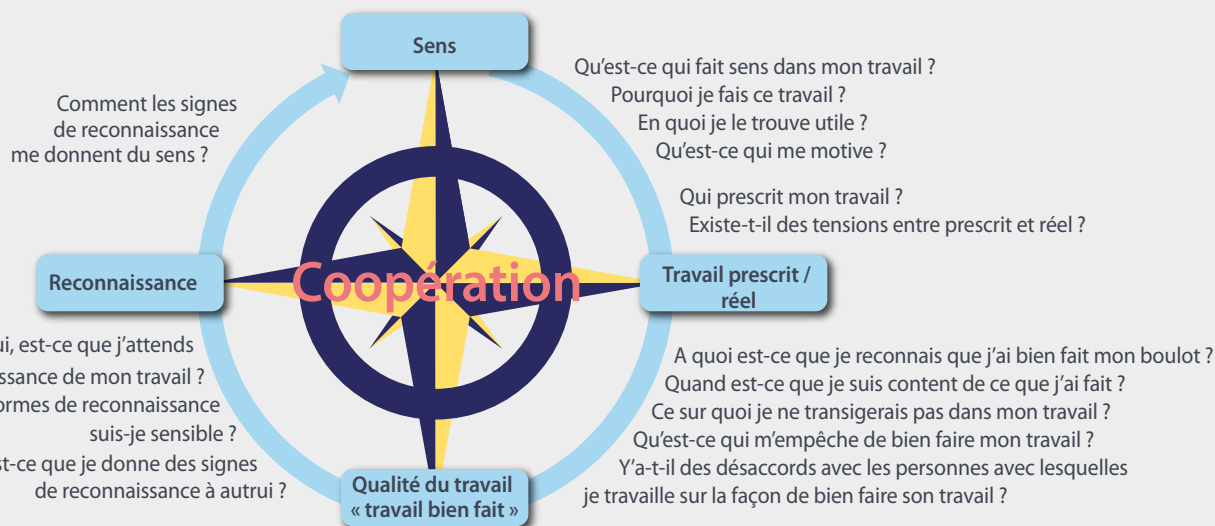 Sens
Qu’est-ce qui fait sens dans mon travail ?
Pourquoi je fais ce travail ?
En quoi je le trouve utile ?
Qu’est-ce qui me motive ?
Comment les signes
de reconnaissance
me donnent du sens ?
Qui prescrit mon travail ?
Existe-t-il des tensions entre prescrit et réel ?
Reconnaissance
Coopération
Travail prescrit /
réel
est-ce que j’attends
de mon travail ?
de reconnaissance
suis-je sensible ?
que je donne des signes
de reconnaissance à autrui ?
A quoi est-ce que je reconnais que j’ai bien fait mon boulot ?
Quand est-ce que je suis content de ce que j’ai fait ?
Ce sur quoi je ne transigerais pas dans mon travail ?
Qu’est-ce qui m’empêche de bien faire mon travail ?
Y’a-t-il des désaccords avec les personnes avec lesquelles
je travaille sur la façon de bien faire son travail ?
Qualité du travail
« travail bien fait »